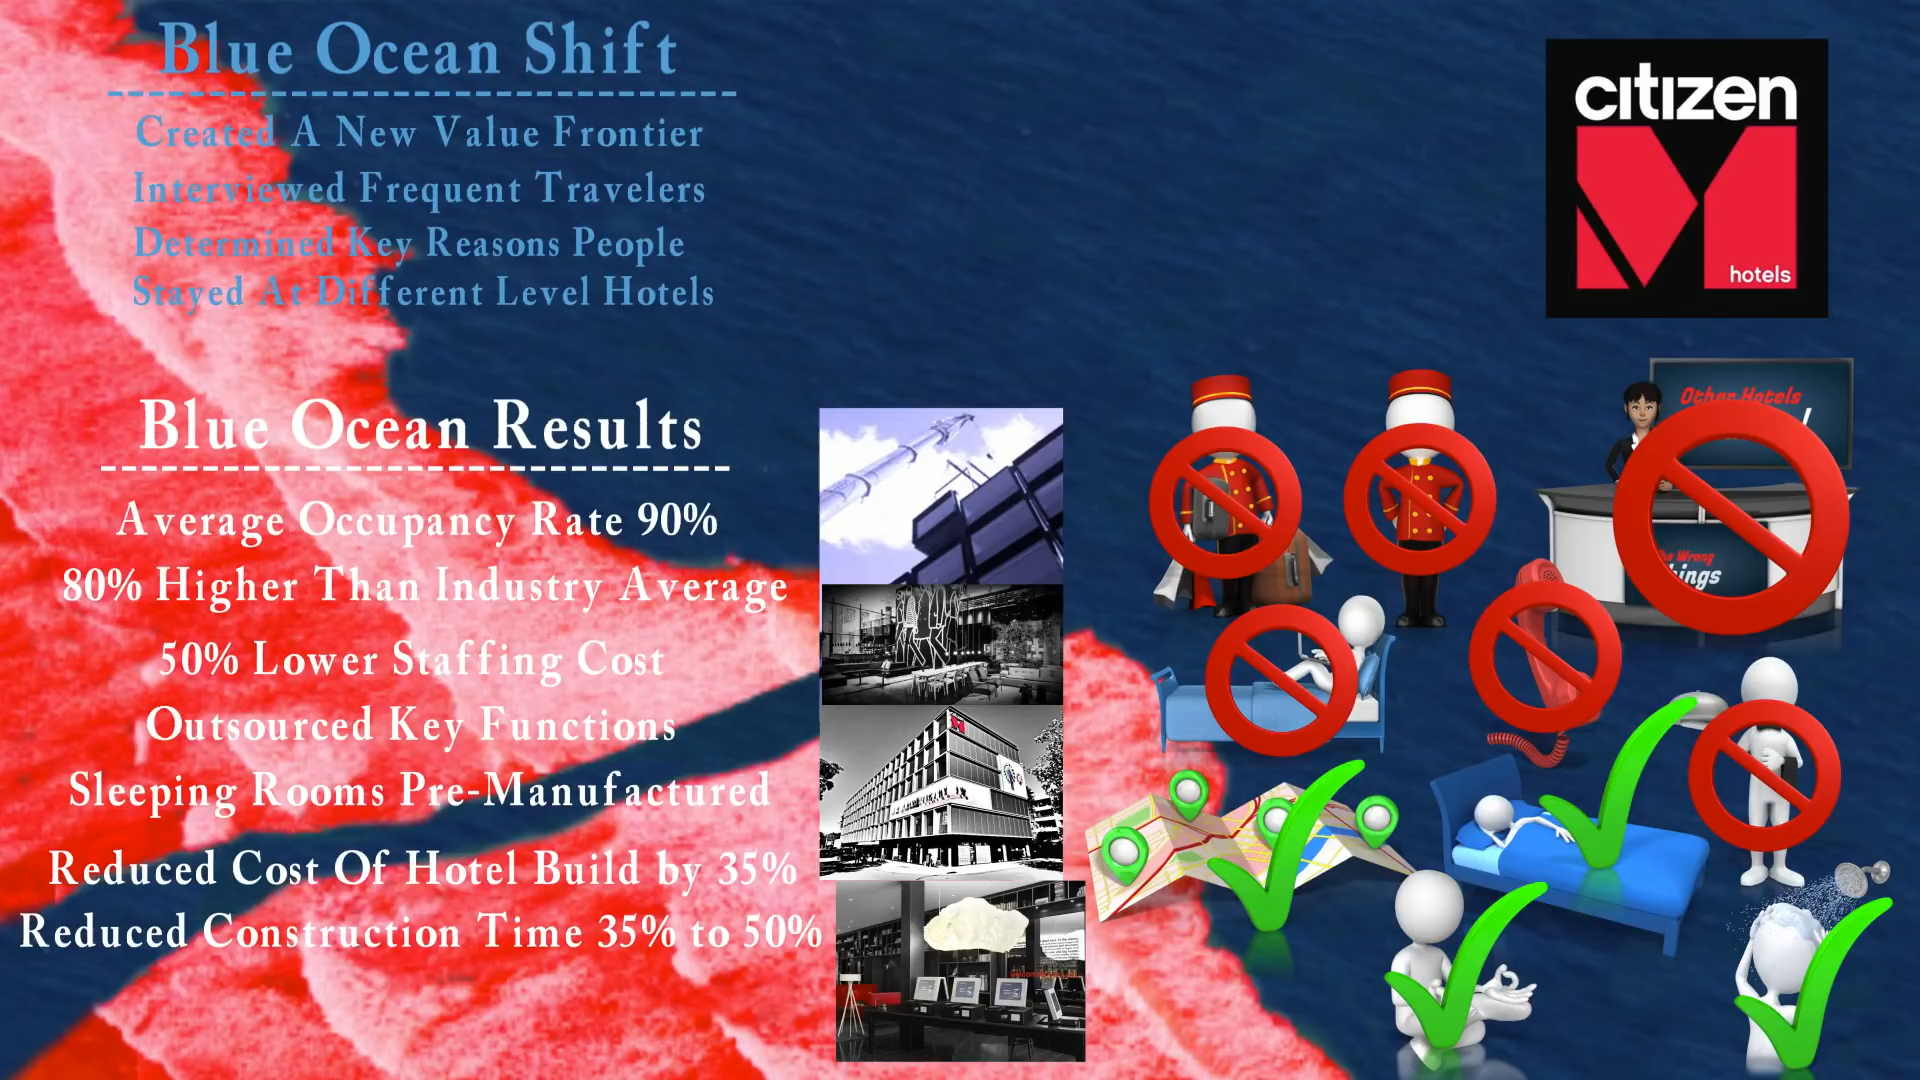 Blue Ocean Shift
Created A New Value Frontier
Interviewed Frequent Travelers
Determined Key Reasons People
Stayed At Different Level Hotels
citizen
M
hotels
Blue Ocean Results
Average Occupancy Rate 90%
80% Higher Than Industry Average
50% Lower Staffing Cost
Outsourced Key Functions
Sleeping Rooms Pre-Manufactured
Reduced Cost Of Hotel Build by 35%
Reduced Construction Time 35% to 50%
Other Hotels
Wrong